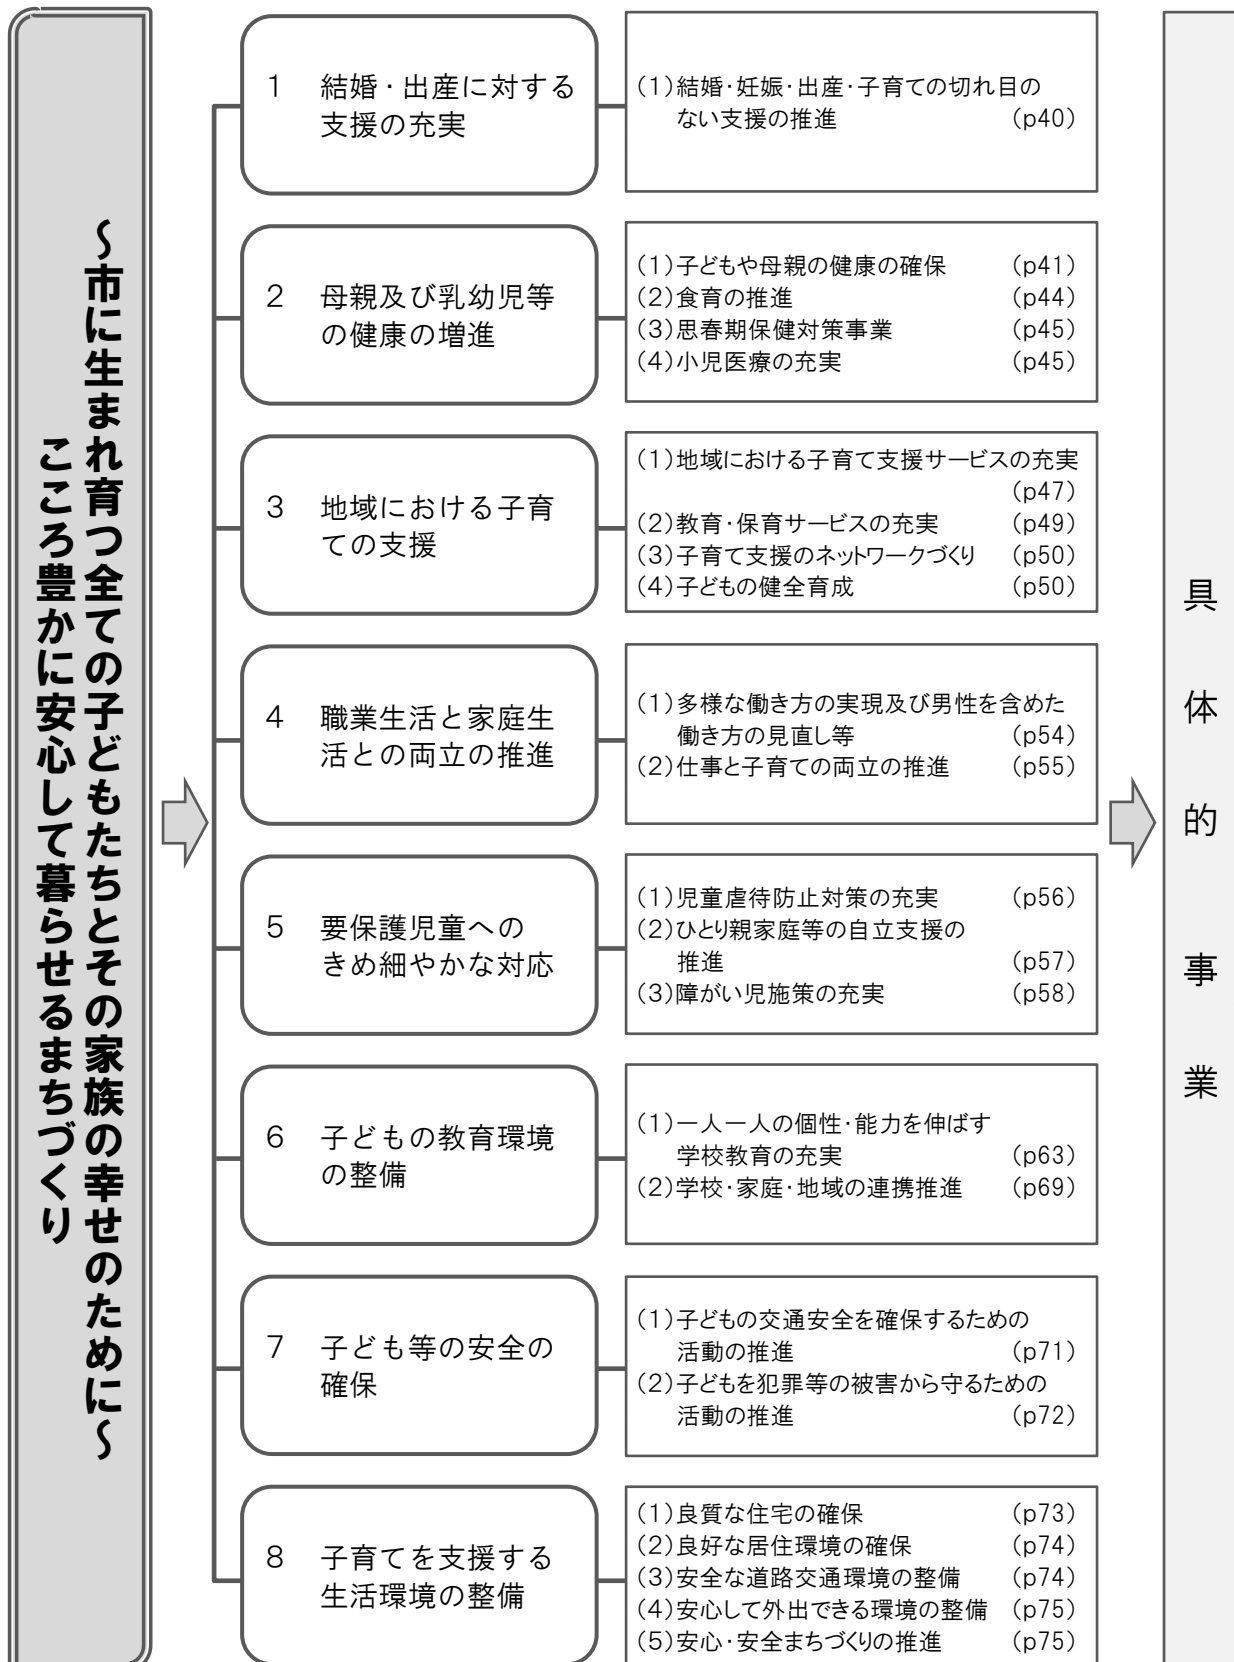 ～市に生まれ育つ全ての子どもたちとその家族の幸せのために～
こころ豊かに安心して暮らせるまちづくり
1 結婚・出産に対する
支援の充実
(1)結婚・妊娠・出産・子育ての切れ目の
ない支援の推進 (p40)
2 母親及び乳幼児等
の健康の増進
(1)子どもや母親の健康の確保 (p41)
(2)食育の推進 (p44)
(3)思春期保健対策事業 (p45)
(4)小児医療の充実 (p45)
3 地域における子育
ての支援
(1)地域における子育て支援サービスの充実
(p47)
(2)教育・保育サービスの充実 (p49)
(3)子育て支援のネットワークづくり (p50)
(4)子どもの健全育成 (p50)
4 職業生活と家庭生
活との両立の推進
(1)多様な働き方の実現及び男性を含めた
働き方の見直し等 (p54)
(2)仕事と子育ての両立の推進 (p55)
5 要保護児童への
きめ細やかな対応
(1)児童虐待防止対策の充実 (p56)
(2)ひとり親家庭等の自立支援の
推進 (p57)
(3)障がい児施策の充実 (p58)
6 子どもの教育環境
の整備
(1)一人一人の個性・能力を伸ばす
学校教育の充実 (p63)
(2)学校・家庭・地域の連携推進 (p69)
7 子ども等の安全の
確保
(1)子どもの交通安全を確保するための
活動の推進 (p71)
(2)子どもを犯罪等の被害から守るための
活動の推進 (p72)
8 子育てを支援する
生活環境の整備
(1)良質な住宅の確保 (p73)
(2)良好な居住環境の確保 (p74)
(3)安全な道路交通環境の整備 (p74)
(4)安心して外出できる環境の整備 (p75)
(5)安心・安全まちづくりの推進 (p75)
具体的事業